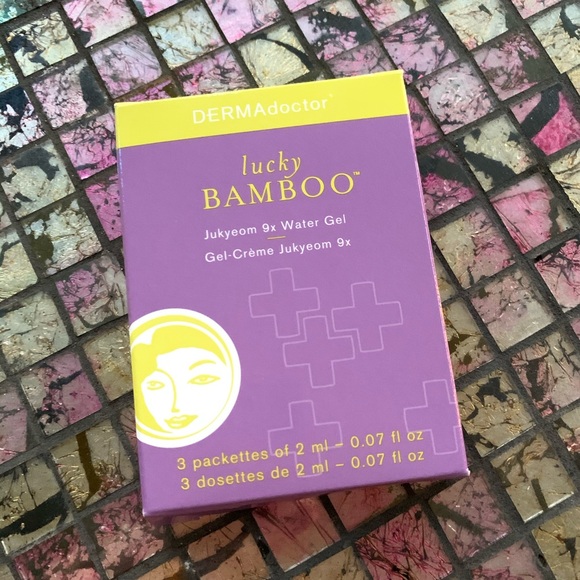 DERMAdoctor®
lucky
BAMBOO™
Jukyeom 9x Water Gel
Gel-Crème Jukyeom 9x
3 packettes of 2 ml – 0.07 fl oz
3 dosettes de 2 ml – 0.07 fl oz